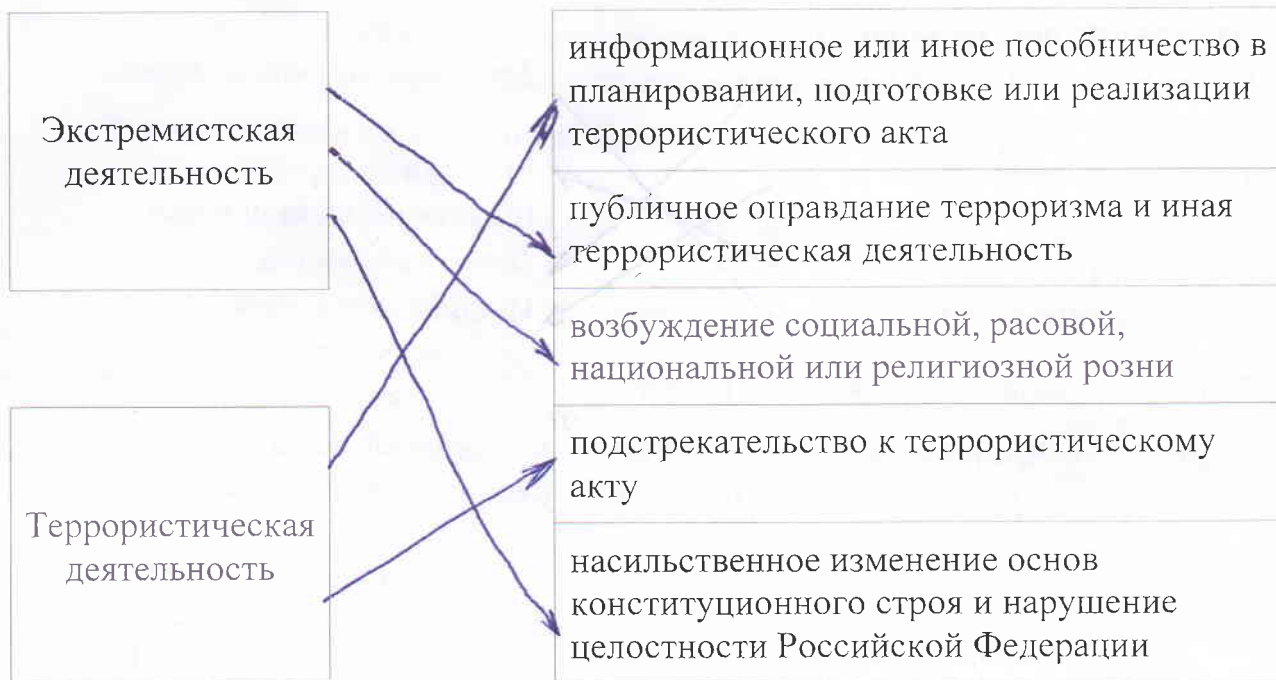 Экстремистская
деятельность
Террористическая
деятельность
информационное или иное пособничество в
планировании, подготовке или реализации
террористического акта
публичное оправдание терроризма и иная
террористическая деятельность
возбуждение социальной, расовой,
национальной или религиозной розни
подстрекательство к террористическому
акту
насильственное изменение основ
конституционного строя и нарушение
целостности Российской Федерации